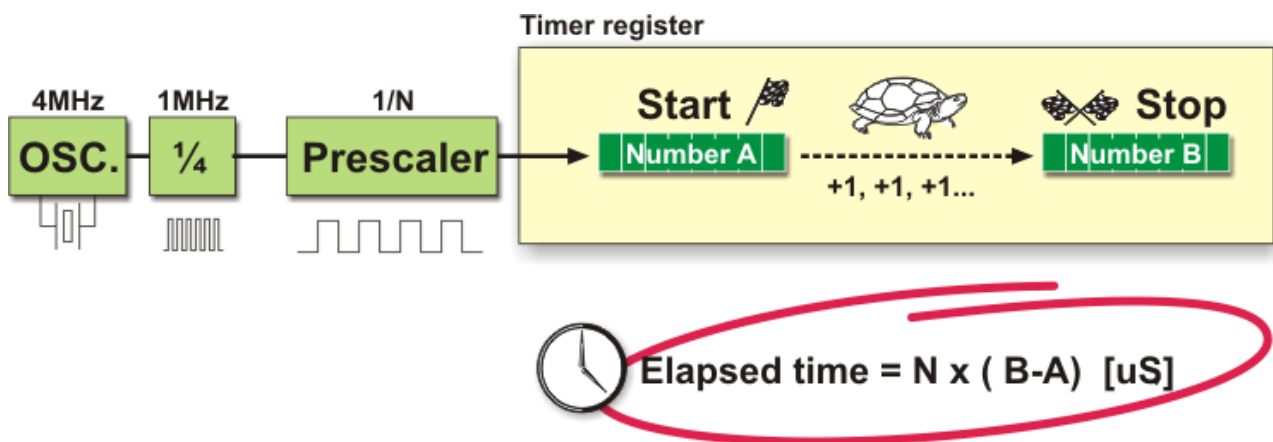 Timer register
4MHz
1MHz
1/N
OSC.
¼
Prescaler
Start
Stop
Number A
Number B
+1, +1, +1...
Elapsed time = N x ( B-A) [uS]